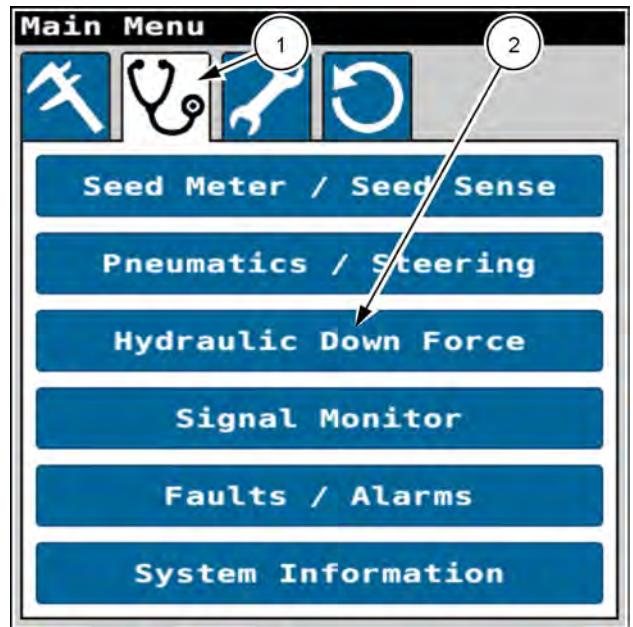 Main Menu
1
2
Seed Meter / Seed Sense
Pneumatics / Steering
Hydraulic Down Force
Signal Monitor
Faults / Alarms
System Information